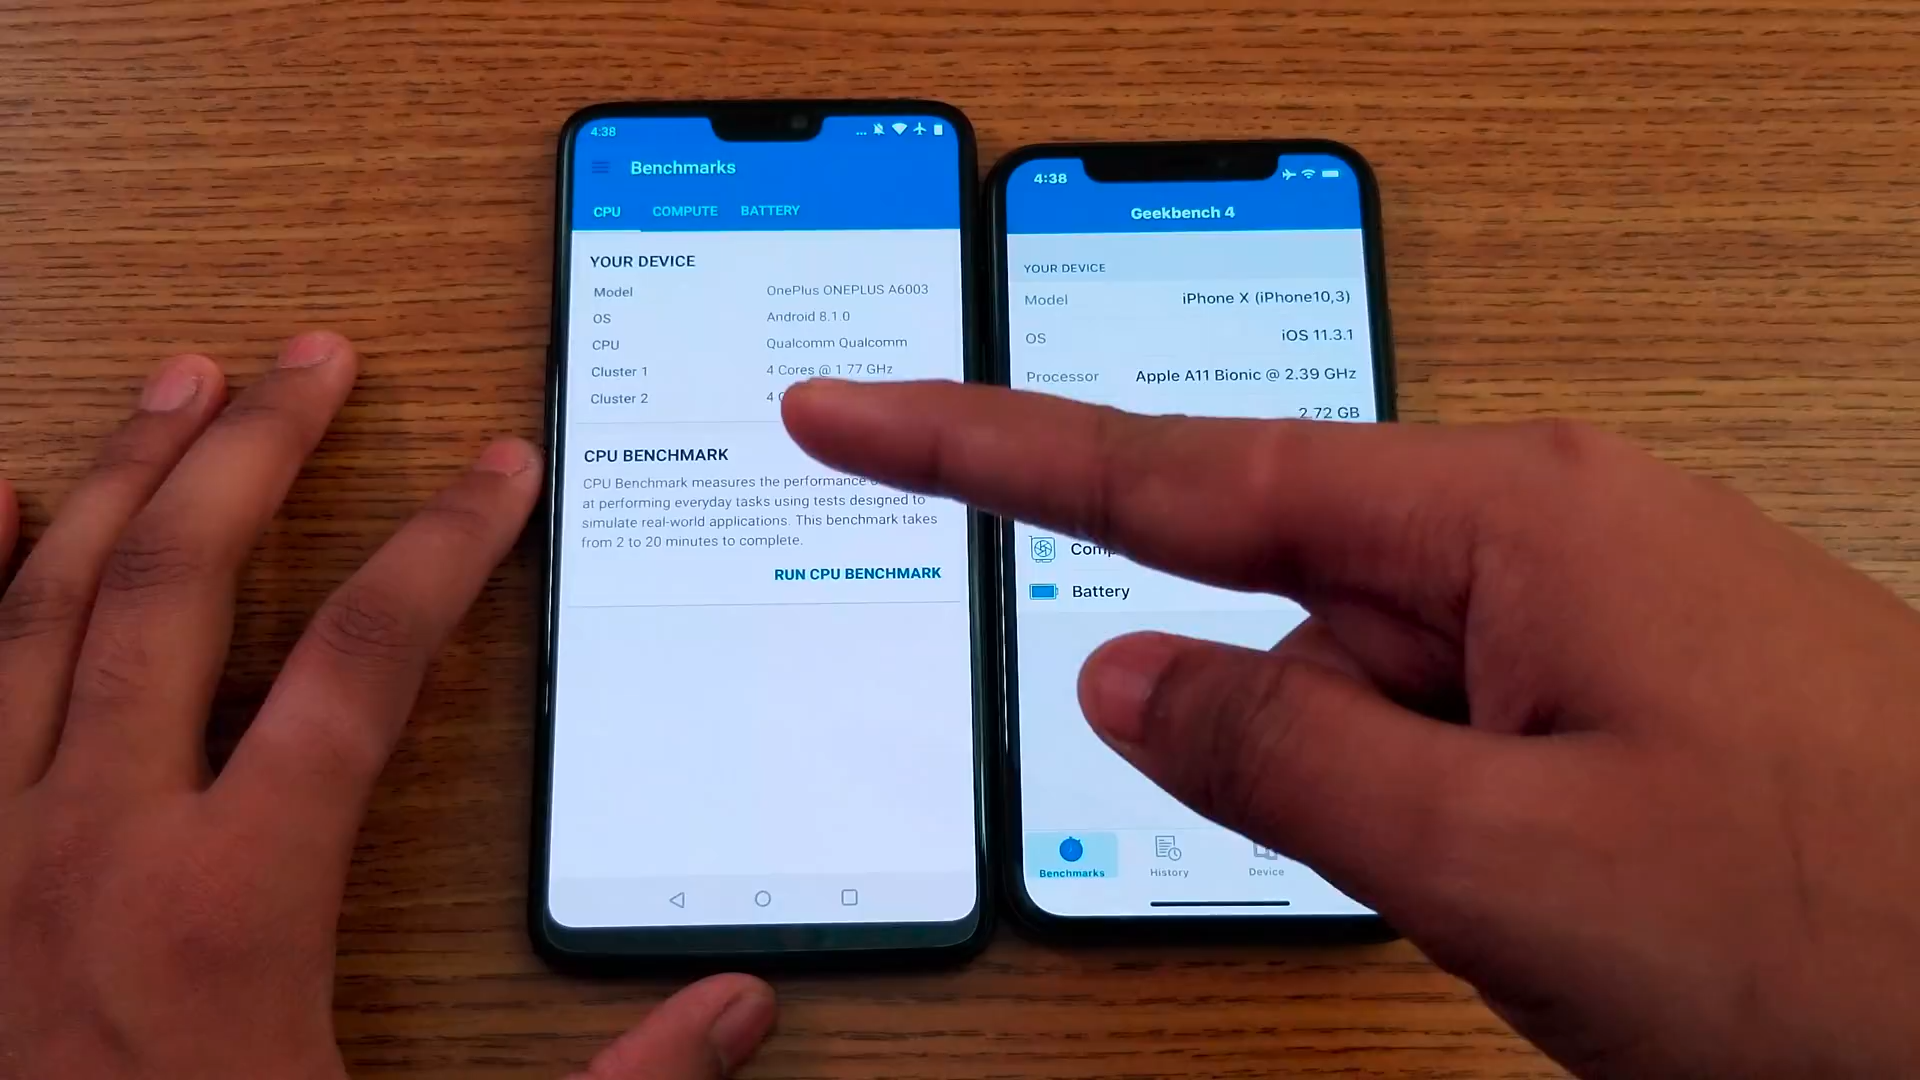 4:38
Benchmarks
CPU COMPUTE BATTERY
YOUR DEVICE
Model OnePlus ONEPLUS A6003
OS Android 8.1.0
CPU Qualcomm Qualcomm
Cluster 1 4 Cores @ 1.77 GHz
Cluster 2 4
CPU BENCHMARK
CPU Benchmark measures the performance
at performing everyday tasks using tests designed to
simulate real-world applications. This benchmark takes
from 2 to 20 minutes to complete.
RUN CPU BENCHMARK
4:38
Geekbench 4
YOUR DEVICE
Model iPhone X (iPhone10,3)
OS iOS 11.3.1
Processor Apple A11 Bionic @ 2.39 GHz
2.72 GB
Battery
Benchmarks History Device